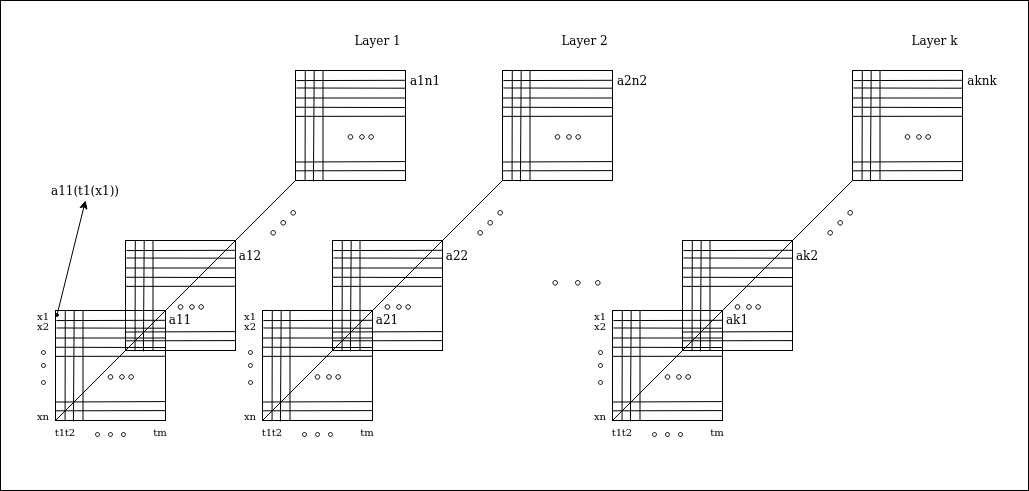 Layer 1
Layer 2
Layer k
a1n1
a2n2
aknk
a11(t1(x1))
a12
a22
ak2
x1
a11
x1
a21
x1
ak1
x2
x2
x2
xn
xn
xn
t1t2
tm
t1t2
tm
t1t2
tm